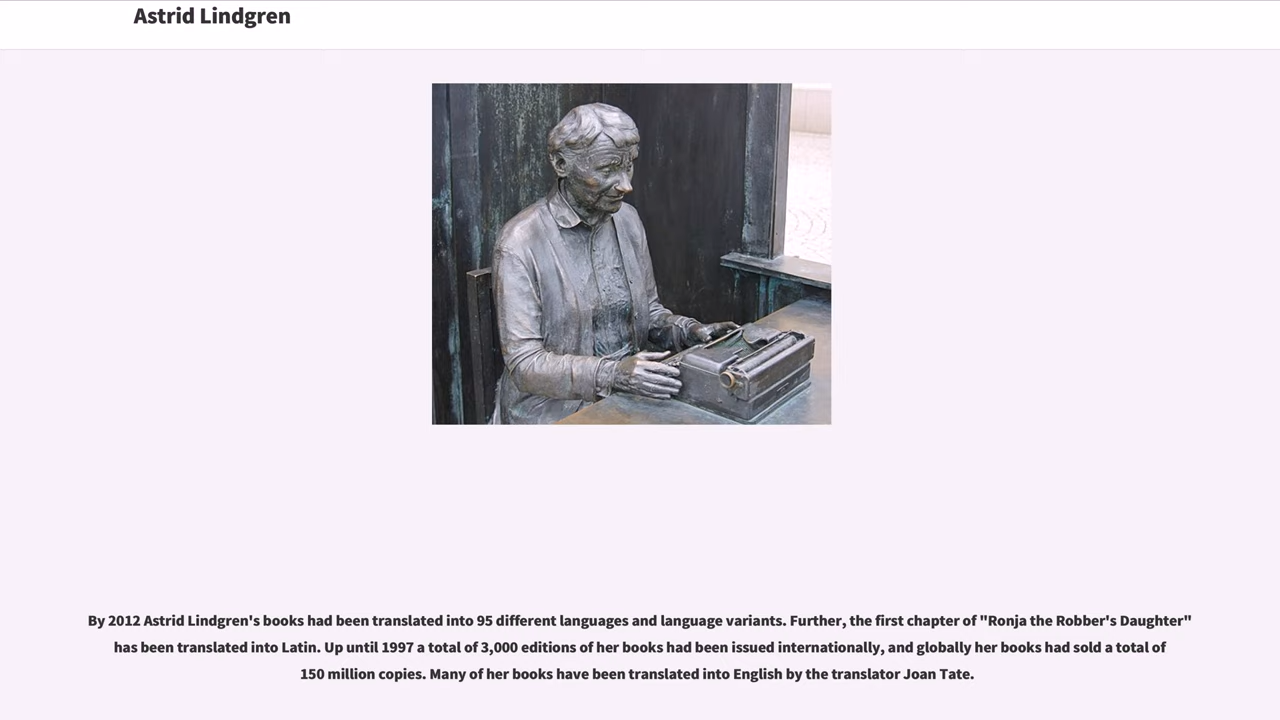 Astrid Lindgren
By 2012 Astrid Lindgren's books had been translated into 95 different languages and language variants. Further, the first chapter of "Ronja the Robber's Daughter"
has been translated into Latin. Up until 1997 a total of 3,000 editions of her books had been issued internationally, and globally her books had sold a total of
150 million copies. Many of her books have been translated into English by the translator Joan Tate.